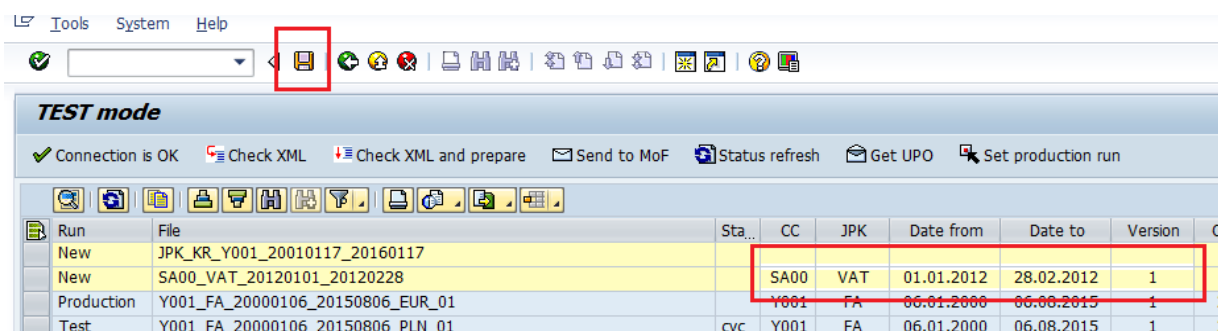 Tools System Help
TEST mode
Connection is OK Check XML Check XML and prepare Send to MoF Status refresh Get UPO Set production run
Run File Sta... CC JPK Date from Date to Version
New JPK_KR_Y001_20010117_20160117
New SA00_VAT_20120101_20120228 SA00 VAT 01.01.2012 28.02.2012 1
Production Y001_FA_20000106_20150806_EUR_01 Y001 FA 06.01.2000 06.08.2015 1
Test Y001_FA_20000106_20150806_PLN_01 cyc Y001 FA 06.01.2000 06.08.2015 1